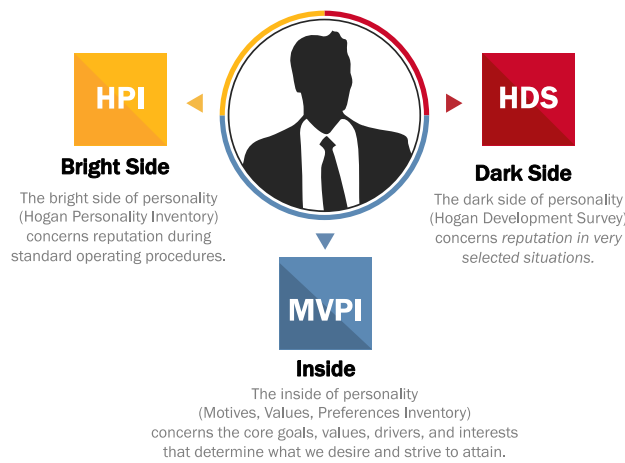 HPI
Bright Side
The bright side of personality
(Hogan Personality Inventory)
concerns reputation during
standard operating procedures.
HDS
Dark Side
The dark side of personality
(Hogan Development Survey)
concerns reputation in very
selected situations.
MVPI
Inside
The inside of personality
(Motives, Values, Preferences Inventory)
concerns the core goals, values, drivers, and interests
that determine what we desire and strive to attain.